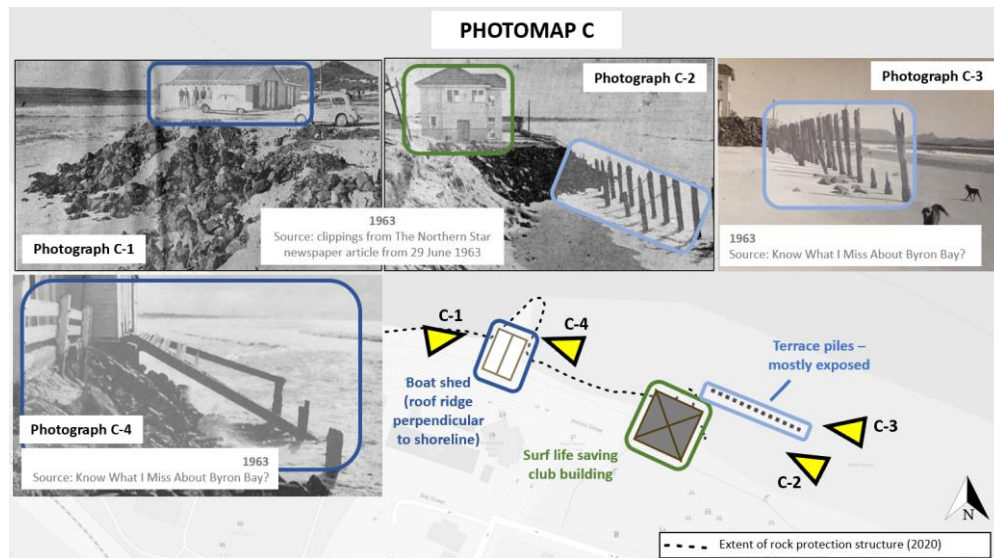 PHOTOMAP C
Photograph C-1
1963
Source: clippings from The Northern Star
newspaper article from 29 June 1963
Photograph C-2
Photograph C-3
1963
Source: Know What I Miss About Byron Bay?
Photograph C-4
1963
Source: Know What I Miss About Byron Bay?
C-1
C-4
Boat shed
(roof ridge
perpendicular
to shoreline)
Surf life saving
club building
Terrace piles –
mostly exposed
C-3
C-2
Bay Street
N
Extent of rock protection structure (2020)